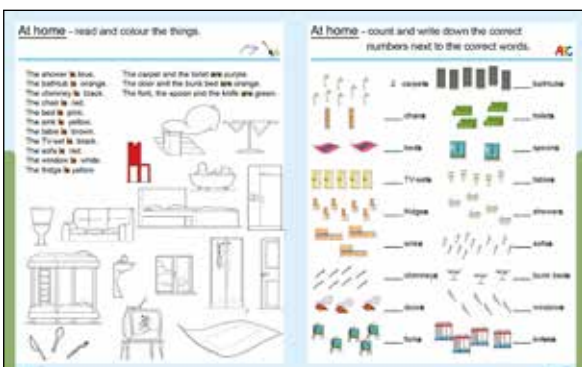 At home - read and colour the things.
The shower is blue.
The bathtub is orange.
The chimney is black.
The chair is red.
The bed is pink.
The sink is yellow.
The table is brown.
The TV-set is black.
The sofa is red.
The window is white.
The fridge is yellow
The carpet and the toilet are purple.
The door and the bunk bed are orange.
The fork, the spoon and the knife are green.
At home - count and write down the correct
numbers next to the correct words.
carpets
bathtubs
chairs
toilets
beds
spoons
TV-sets
tables
fridges
showers
sinks
sofas
chimneys
bunk beds
doors
windows
forks
knives